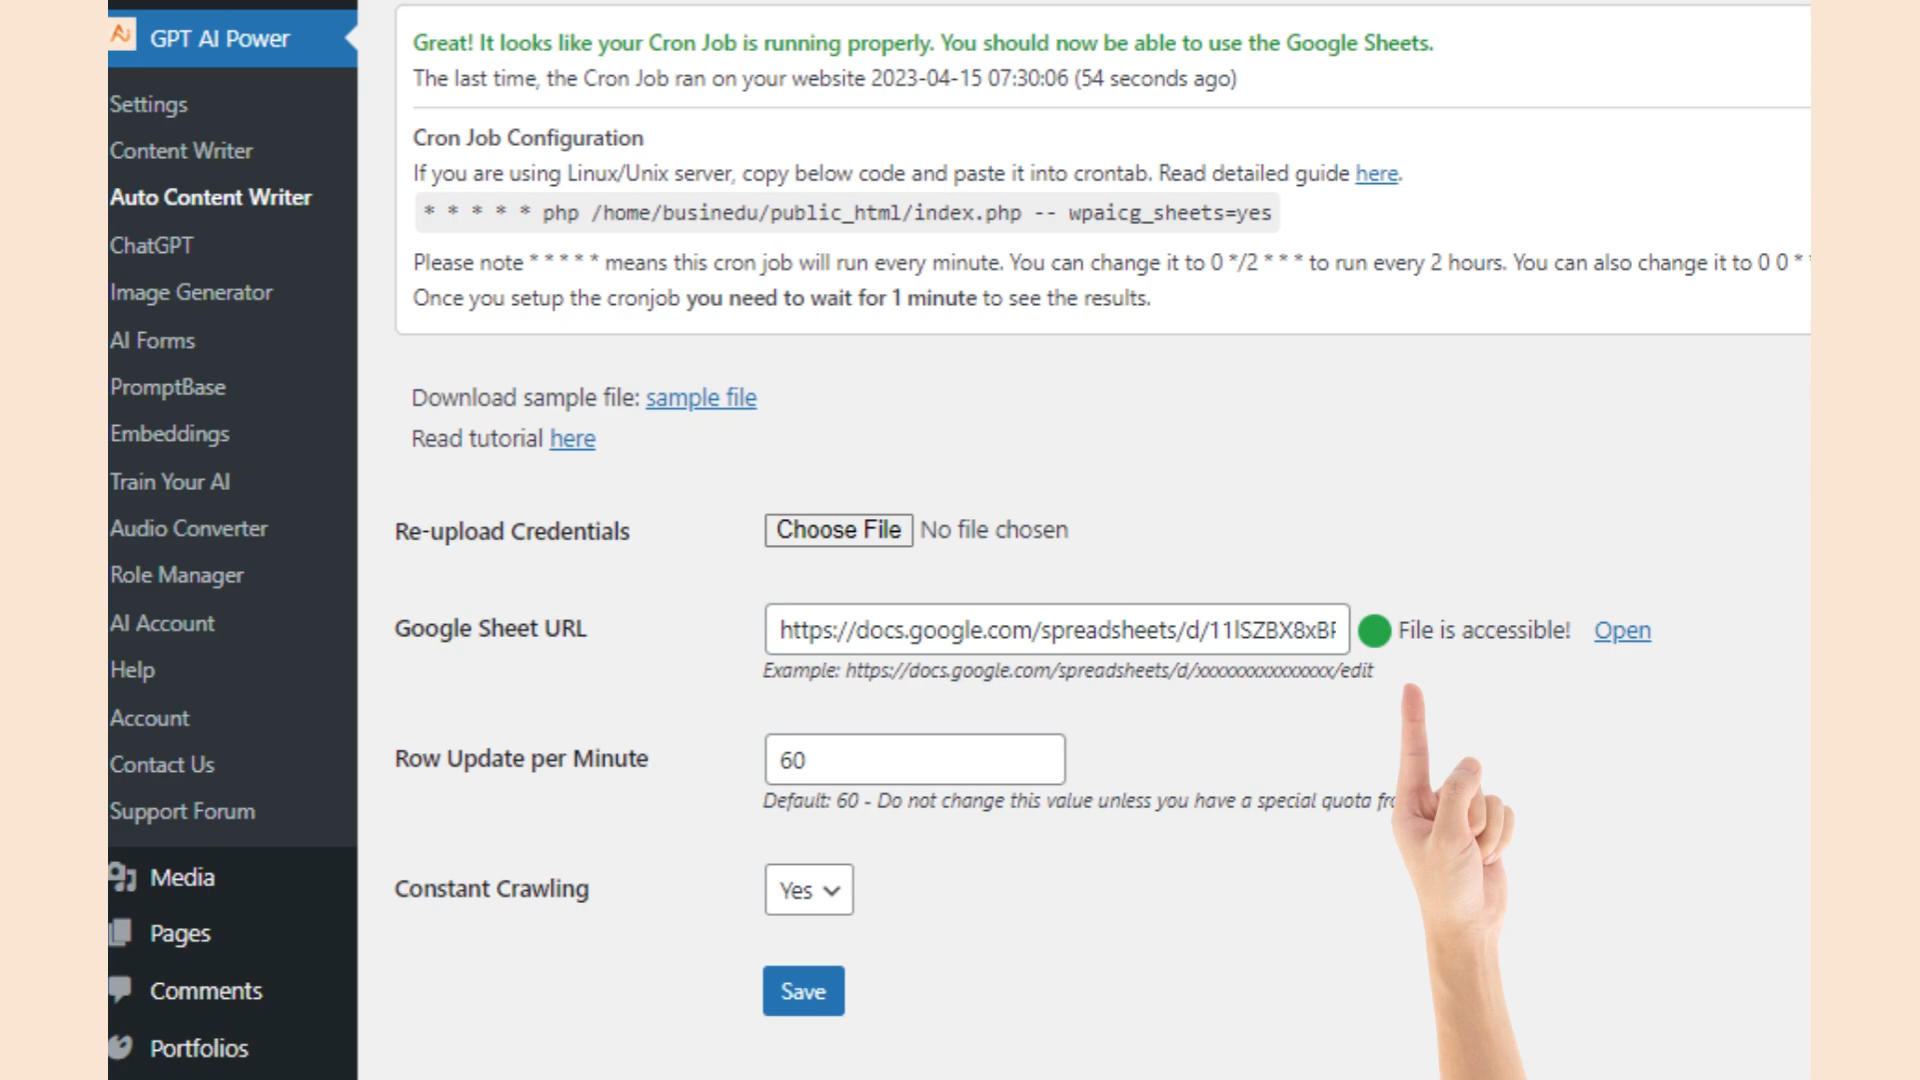 GPT AI Power
Settings
Content Writer
Auto Content Writer
ChatGPT
Image Generator
AI Forms
PromptBase
Embeddings
Train Your AI
Audio Converter
Role Manager
AI Account
Help
Account
Contact Us
Support Forum
Media
Pages
Comments
Portfolios
Great! It looks like your Cron Job is running properly. You should now be able to use the Google Sheets.
The last time, the Cron Job ran on your website 2023-04-15 07:30:06 (54 seconds ago)
Cron Job Configuration
If you are using Linux/Unix server, copy below code and paste it into crontab. Read detailed guide here.
* * * * * php /home/businedu/public_html/index.php -- wpaicg_sheets=yes
Please note * * * * * means this cron job will run every minute. You can change it to 0 */2 * * * to run every 2 hours. You can also change it to 0 0 *
Once you setup the cronjob you need to wait for 1 minute to see the results.
Download sample file: sample file
Read tutorial here
Re-upload Credentials Choose File No file chosen
Google Sheet URL https://docs.google.com/spreadsheets/d/11lSZBX8xB File is accessible! Open
Example: https://docs.google.com/spreadsheets/d/xxxxxxxxxxxxxxxx/edit
Row Update per Minute 60
Default: 60 - Do not change this value unless you have a special quota
Constant Crawling Yes
Save